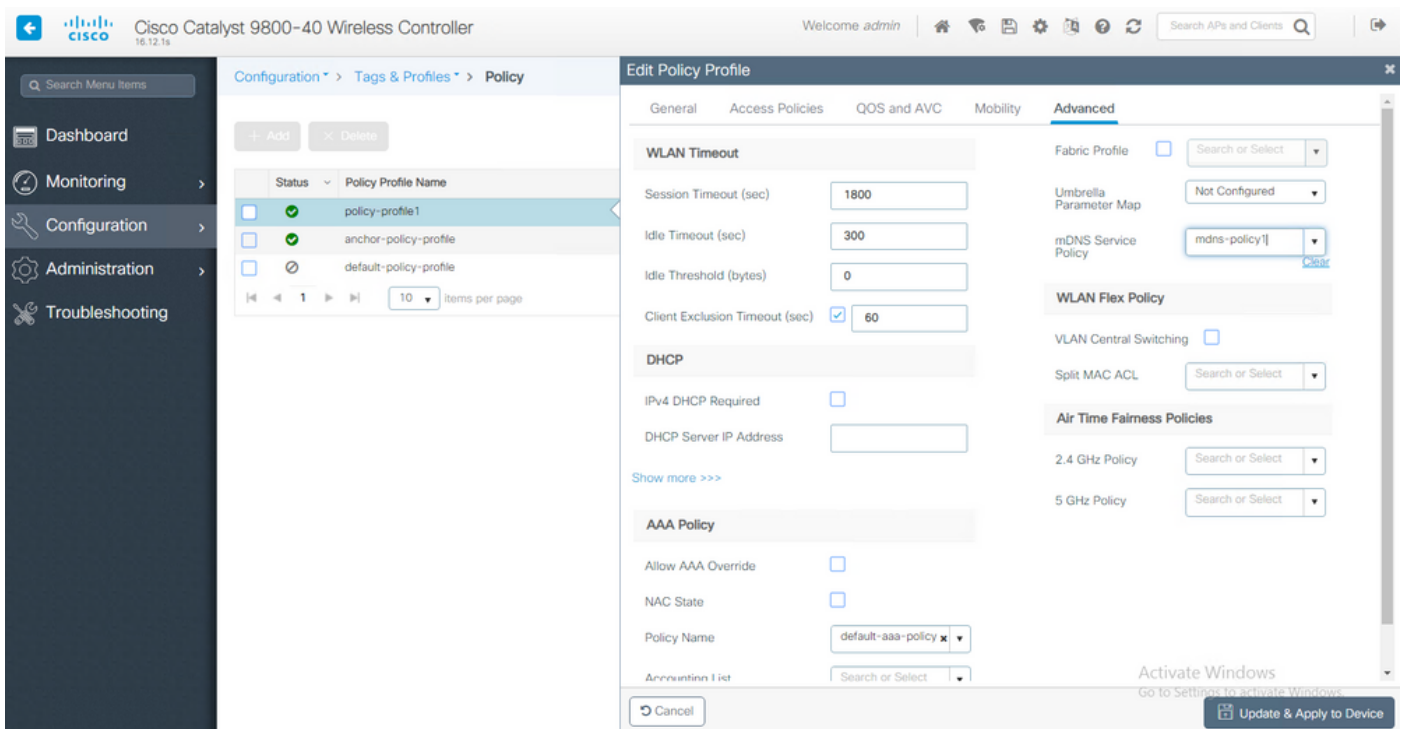 CISCO
Cisco Catalyst 9800-40 Wireless Controller
16.12.1s
Welcome admin
Search APs and Clients
Search Menu Items
Dashboard
Monitoring
Configuration
Administration
Troubleshooting
Configuration > Tags & Profiles > Policy
+ Add
× Delete
Status Policy Profile Name
policy-profile1
anchor-policy-profile
default-policy-profile
1 10 items per page
Edit Policy Profile
General Access Policies QOS and AVC Mobility Advanced
WLAN Timeout
Session Timeout (sec) 1800
Idle Timeout (sec) 300
Idle Threshold (bytes) 0
Client Exclusion Timeout (sec) 60
DHCP
IPv4 DHCP Required
DHCP Server IP Address
Show more >>>
AAA Policy
Allow AAA Override
NAC State
Policy Name default-aaa-policy
Accounting List Search or Select
Fabric Profile Search or Select
Umbrella
Parameter Map
Not Configured
mDNS Service
Policy
mdns-policy1
Clear
WLAN Flex Policy
VLAN Central Switching
Split MAC ACL Search or Select
Air Time Fairness Policies
2.4 GHz Policy Search or Select
5 GHz Policy Search or Select
Activate Windows
Go to Settings to activate Windows.
Cancel
Update & Apply to Device